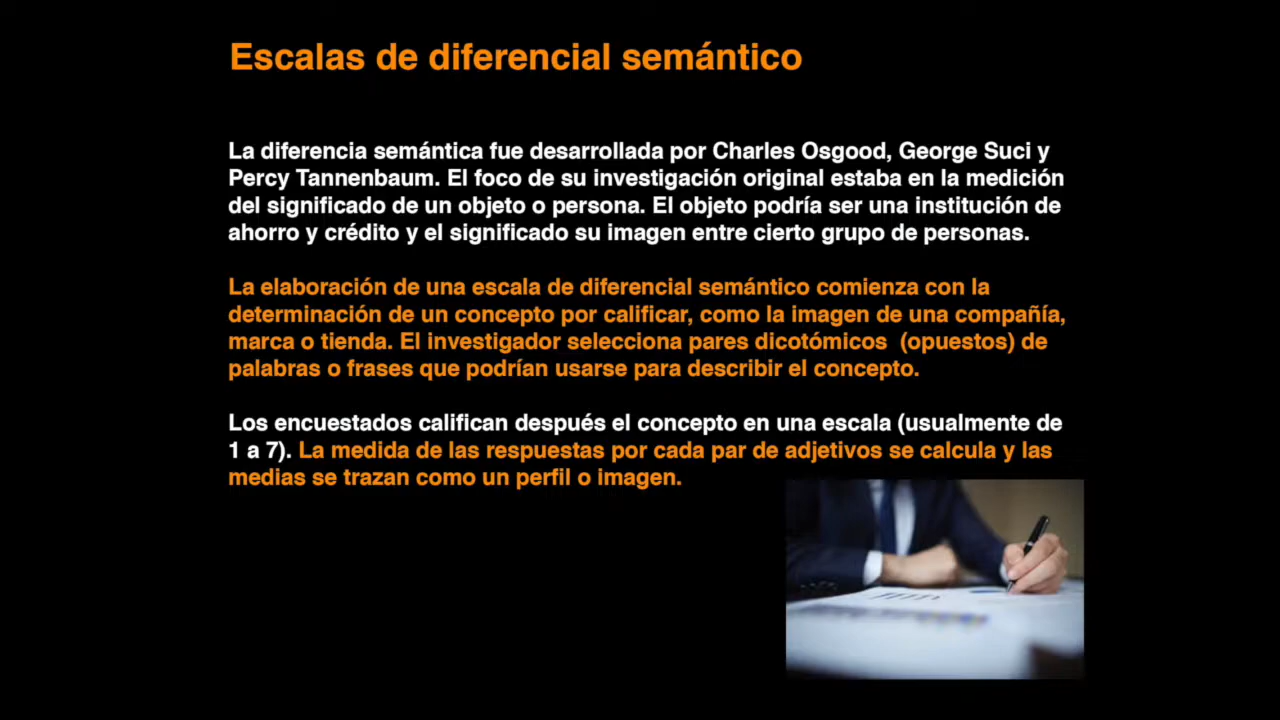 Escalas de diferencial semántico
La diferencia semántica fue desarrollada por Charles Osgood, George Suci y
Percy Tannenbaum. El foco de su investigación original estaba en la medición
del significado de un objeto o persona. El objeto podría ser una institución de
ahorro y crédito y el significado su imagen entre cierto grupo de personas.
La elaboración de una escala de diferencial semántico comienza con la
determinación de un concepto por calificar, como la imagen de una compañía,
marca o tienda. El investigador selecciona pares dicotómicos  (opuestos) de
palabras o frases que podrían usarse para describir el concepto.
Los encuestados califican después el concepto en una escala (usualmente de
1 a 7). La medida de las respuestas por cada par de adjetivos se calcula y las
medias se trazan como un perfil o imagen.